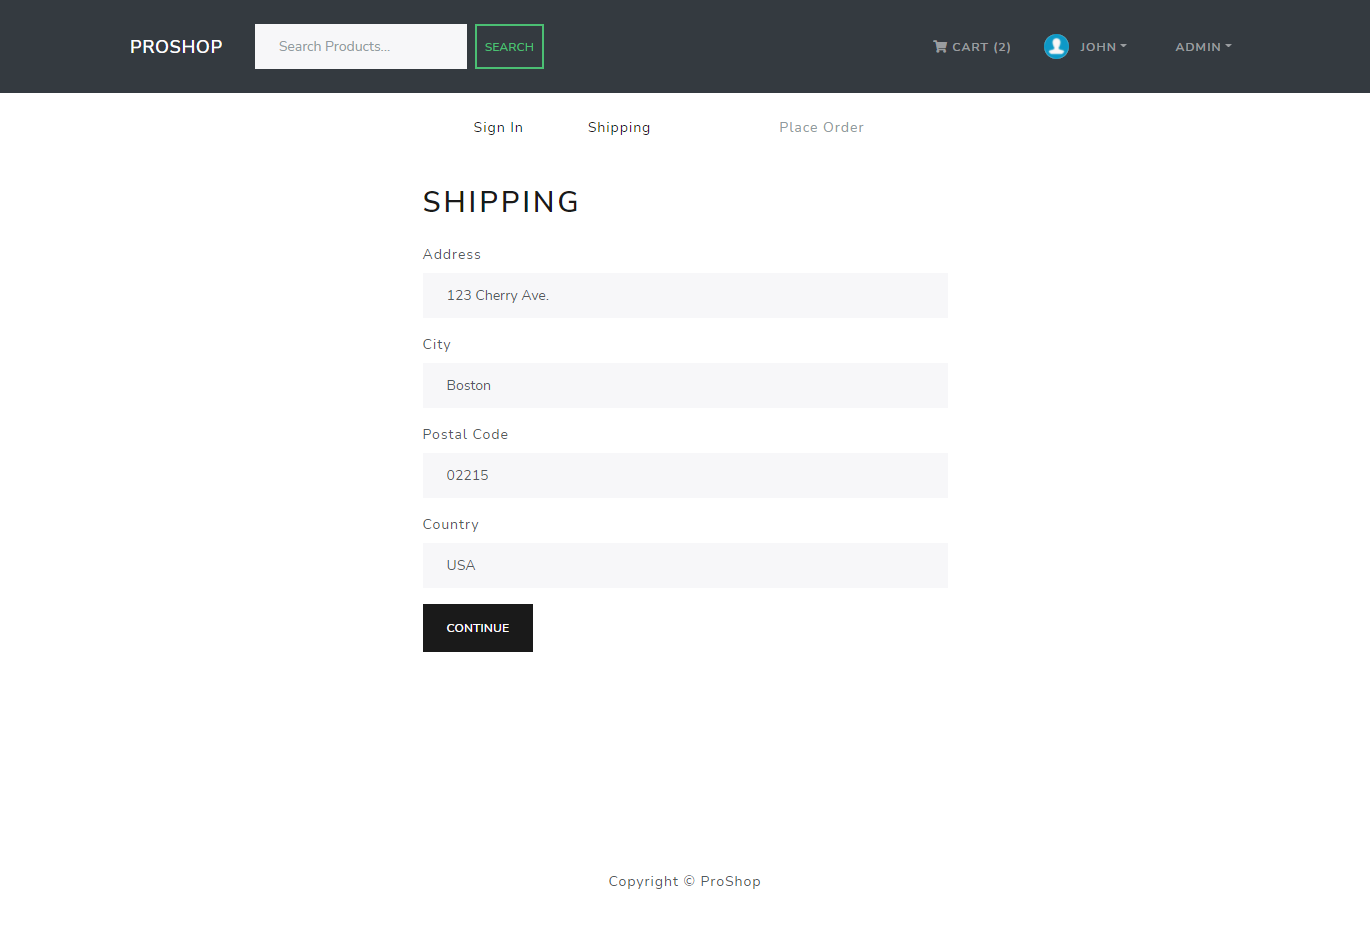 PROSHOP Search Products... SEARCH CART (2) JOHN ADMIN
Sign In Shipping Place Order
SHIPPING
Address
123 Cherry Ave.
City
Boston
Postal Code
02215
Country
USA
CONTINUE
Copyright © ProShop